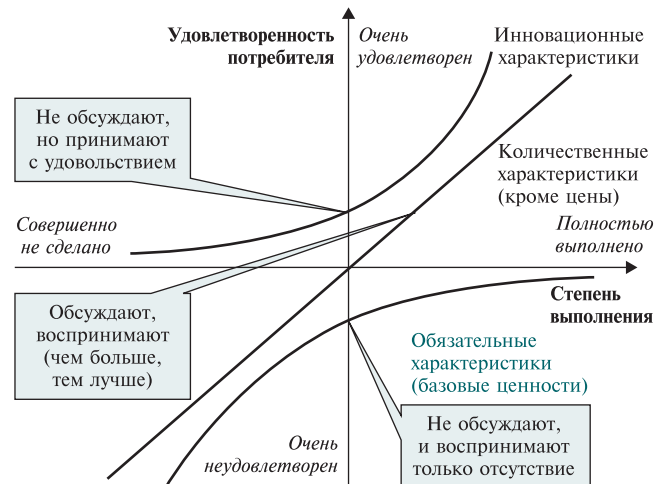 Удовлетворенность
потребителя
Очень
удовлетворен
Инновационные
характеристики
Не обсуждают,
но принимают
с удовольствием
Количественные
характеристики
(кроме цены)
Совершенно
не сделано
Полностью
выполнено
Степень
выполнения
Обсуждают,
воспринимают
(чем больше,
тем лучше)
Обязательные
характеристики
(базовые ценности)
Не обсуждают,
и воспринимают
только отсутствие
Очень
неудовлетворен